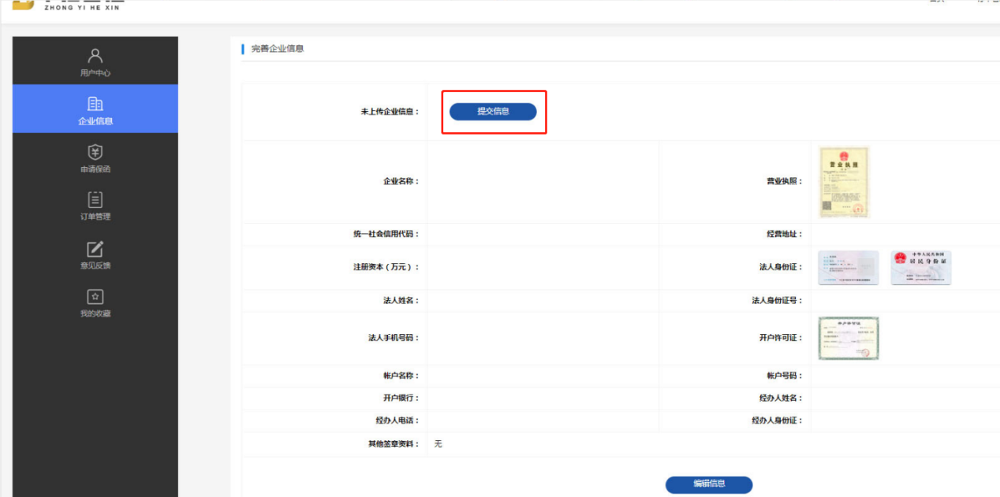 ZHONG YI HE XIN
用户中心
企业信息
申请保函
订单管理
意见反馈
我的收藏
完善企业信息
未上传企业信息：
提交信息
企业名称：
营业执照：
营业执照
统一社会信用代码：
经营地址：
注册资本（万元）：
法人身份证：
中华人民共和国
居民身份证
法人姓名：
法人身份证号：
法人手机号码：
开户许可证：
帐户名称：
帐户号码：
开户银行：
经办人姓名：
经办人电话：
经办人身份证：
其他签章资料：
无
编辑信息